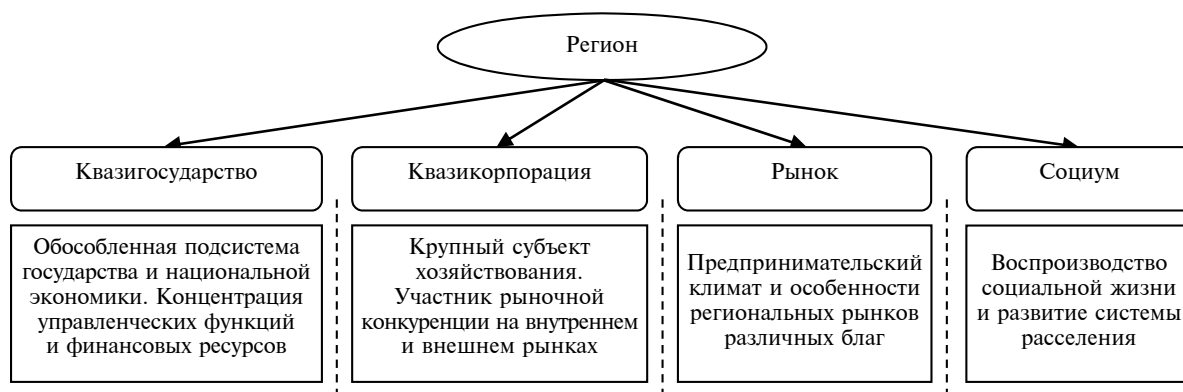 Регион
Квазигосударство
Квазикорпорация
Рынок
Социум
Обособленная подсистема
государства и национальной
экономики. Концентрация
управленческих функций
и финансовых ресурсов
Крупный субъект
хозяйствования.
Участник рыночной
конкуренции на внутреннем
и внешнем рынках
Предпринимательский
климат и особенности
региональных рынков
различных благ
Воспроизводство
социальной жизни
и развитие системы
расселения